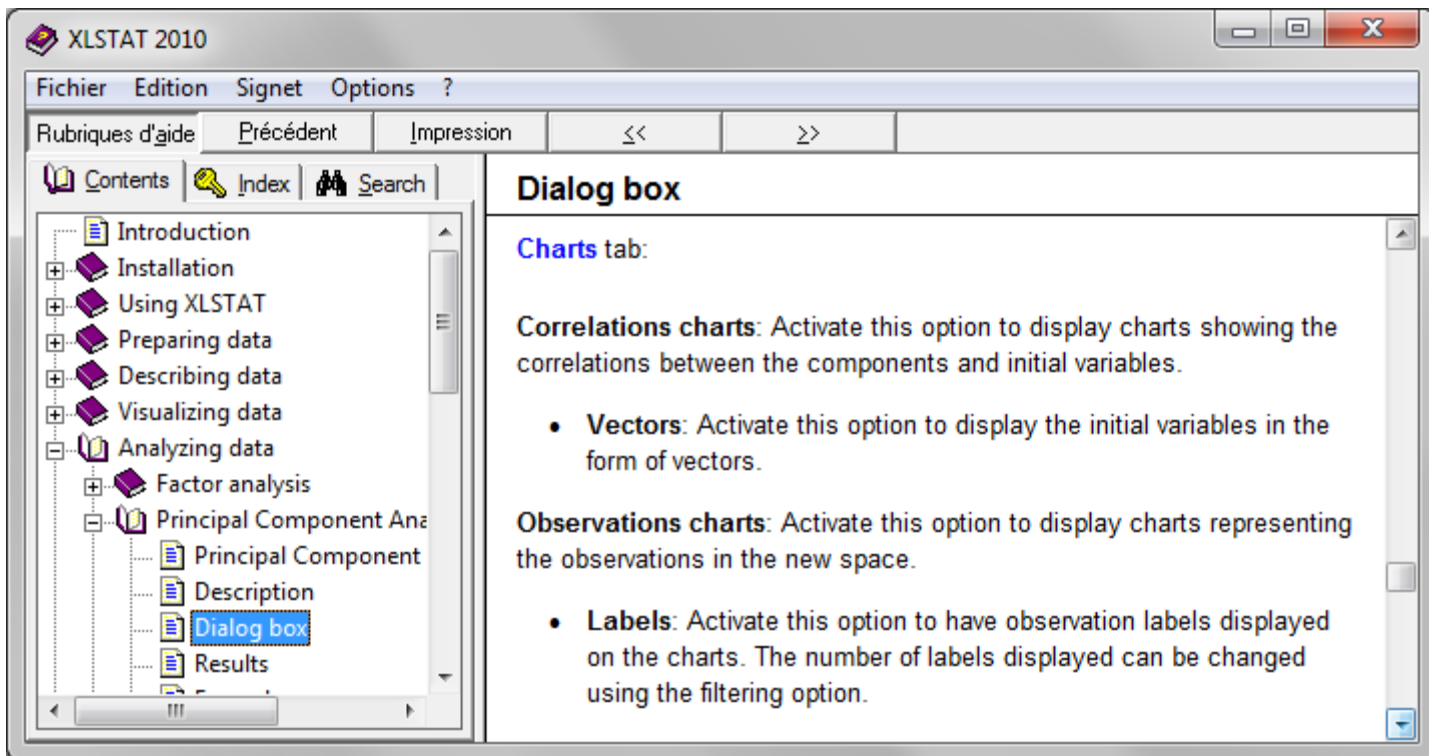 XLSTAT 2010
Fichier Edition Signet Options ?
Rubriques d'aide Précédent Impression << >>
Contents Index Search
Introduction
Installation
Using XLSTAT
Preparing data
Describing data
Visualizing data
Analyzing data
Factor analysis
Principal Component Ana
Principal Component
Description
Dialog box
Results
Dialog box
Charts tab:
Correlations charts: Activate this option to display charts showing the
correlations between the components and initial variables.
• Vectors: Activate this option to display the initial variables in the
form of vectors.
Observations charts: Activate this option to display charts representing
the observations in the new space.
• Labels: Activate this option to have observation labels displayed
on the charts. The number of labels displayed can be changed
using the filtering option.